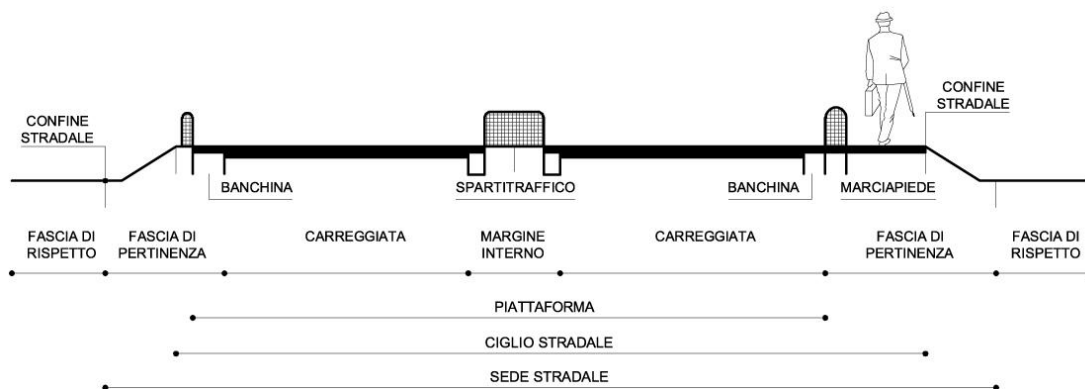 CONFINE
STRADALE
CONFINE
STRADALE
BANCHINA
SPARTITRAFFICO
BANCHINA
MARCIAPIEDE
FASCIA DI
RISPETTO
FASCIA DI
PERTINENZA
CARREGGIATA
MARGINE
INTERNO
CARREGGIATA
FASCIA DI
PERTINENZA
FASCIA DI
RISPETTO
PIATTAFORMA
CIGLIO STRADALE
SEDE STRADALE